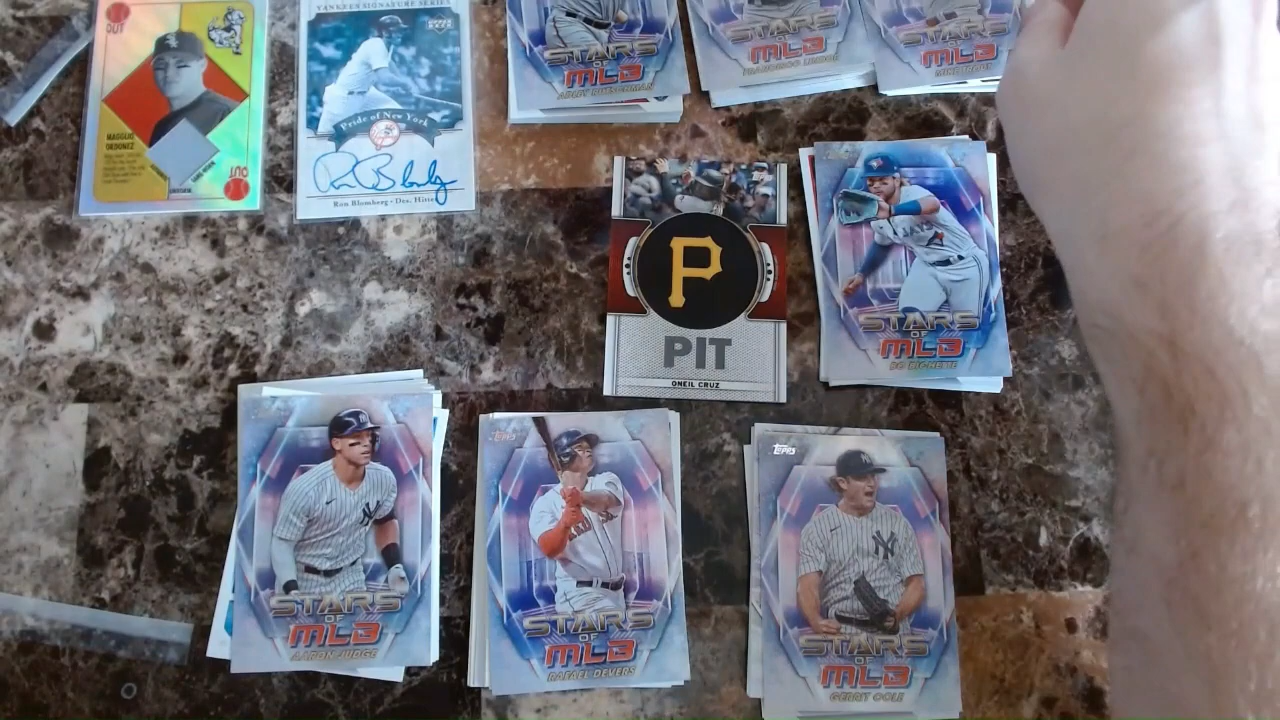 OUT
MAGGLIO
ORDONEZ
OUT
YANKEES SIGNATURE SERIES
UPPER DECK
Pride of New York
Ron Blomberg - Des. Hitter
STARS
OF
MLB
ADLEY RUTSCHMAN
STARS
MLB
FRANCISCO LINDOR
STARS
MLB
MIKE TROUT
P
PIT
ONEIL CRUZ
STARS
OF
MLB
BO BICHETTE
STARS
OF
MLB
AARON JUDGE
TOPPS
STARS
OF
MLB
RAFAEL DEVERS
TOPPS
STARS
OF
MLB
GERRIT COLE